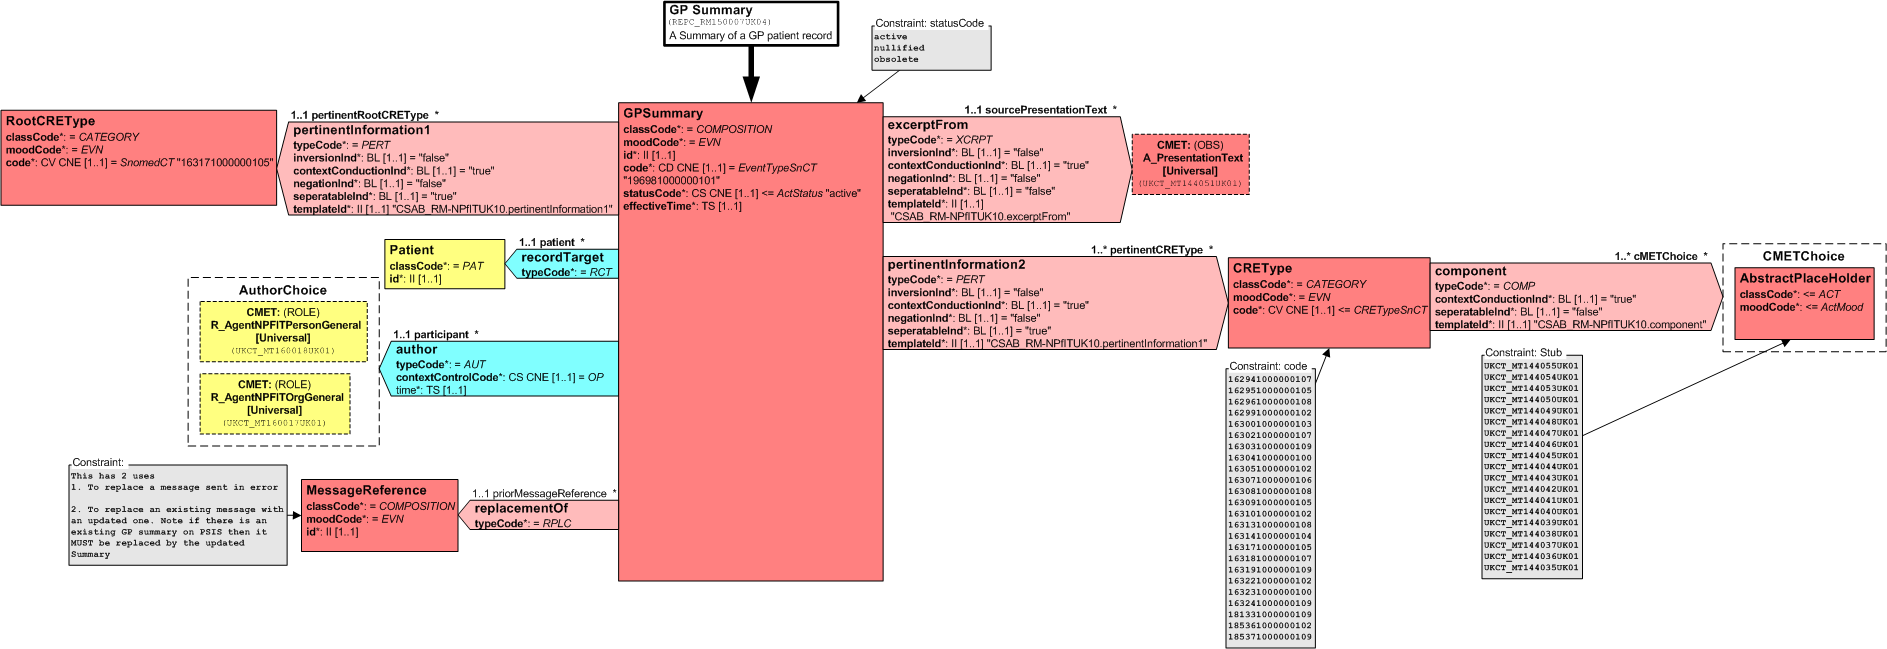 GP Summary
(REPC_RM150007UK04)
A Summary of a GP patient record
Constraint: statusCode
active
nullified
obsolete
RootCREType
classCode*: = CATEGORY
moodCode*: = EVN
code*: CV CNE [1..1] = SnomedCT "163171000000105"
1..1 pertinentRootCREType *
pertinentInformation1
typeCode*: = PERT
inversionInd*: BL [1..1] = "false"
contextConductionInd*: BL [1..1] = "true"
negationInd*: BL [1..1] = "false"
seperatableInd*: BL [1..1] = "true"
templateId*: II [1..1] "CSAB_RM-NPfITUK10.pertinentInformation1"
GPSummary
classCode*: = COMPOSITION
moodCode*: = EVN
id*: II [1..1]
code*: CD CNE [1..1] = EventTypeSnCT
"196981000000101"
statusCode*: CS CNE [1..1] <= ActStatus "active"
effectiveTime*: TS [1..1]
1..1 sourcePresentationText *
excerptFrom
typeCode*: = XCRPT
inversionInd*: BL [1..1] = "false"
contextConductionInd*: BL [1..1] = "true"
negationInd*: BL [1..1] = "false"
seperatableInd*: BL [1..1] = "false"
templateId*: II [1..1]
"CSAB_RM-NPfITUK10.excerptFrom"
CMET: (OBS)
A_PresentationText
[Universal]
(UKCT_MT144051UK01)
Patient
classCode*: = PAT
id*: II [1..1]
1..1 patient *
recordTarget
typeCode*: = RCT
AuthorChoice
CMET: (ROLE)
R_AgentNPFITPersonGeneral
[Universal]
(UKCT_MT160018UK01)
CMET: (ROLE)
R_AgentNPFITOrgGeneral
[Universal]
(UKCT_MT160017UK01)
1..1 participant *
author
typeCode*: = AUT
contextControlCode*: CS CNE [1..1] = OP
time*: TS [1..1]
Constraint:
This has 2 uses
1. To replace a message sent in error
2. To replace an existing message with
an updated one. Note if there is an
existing GP summary on PSIS then it
MUST be replaced by the updated
Summary
MessageReference
classCode*: = COMPOSITION
moodCode*: = EVN
id*: II [1..1]
1..1 priorMessageReference *
replacementOf
typeCode*: = RPLC
1..* pertinentCREType *
pertinentInformation2
typeCode*: = PERT
inversionInd*: BL [1..1] = "false"
contextConductionInd*: BL [1..1] = "true"
negationInd*: BL [1..1] = "false"
seperatableInd*: BL [1..1] = "true"
templateId*: II [1..1] "CSAB_RM-NPfITUK10.pertinentInformation1"
CREType
classCode*: = CATEGORY
moodCode*: = EVN
code*: CV CNE [1..1] <= CRETypeSnCT
1..* cMETChoice *
component
typeCode*: = COMP
contextConductionInd*: BL [1..1] = "true"
seperatableInd*: BL [1..1] = "false"
templateId*: II [1..1] "CSAB_RM-NPfITUK10.component"
CMETChoice
AbstractPlaceHolder
classCode*: <= ACT
moodCode*: <= ActMood
Constraint: code
162941000000107
162951000000105
162961000000108
162991000000102
163001000000103
163021000000107
163031000000109
163041000000100
163051000000102
163071000000106
163081000000108
163091000000105
163101000000102
163131000000108
163141000000104
163171000000105
163181000000107
163191000000109
163221000000102
163231000000100
163241000000109
181331000000109
185361000000102
185371000000109
Constraint: Stub
UKCT_MT144055UK01
UKCT_MT144054UK01
UKCT_MT144053UK01
UKCT_MT144050UK01
UKCT_MT144049UK01
UKCT_MT144048UK01
UKCT_MT144047UK01
UKCT_MT144046UK01
UKCT_MT144045UK01
UKCT_MT144044UK01
UKCT_MT144043UK01
UKCT_MT144042UK01
UKCT_MT144041UK01
UKCT_MT144040UK01
UKCT_MT144039UK01
UKCT_MT144038UK01
UKCT_MT144037UK01
UKCT_MT144036UK01
UKCT_MT144035UK01